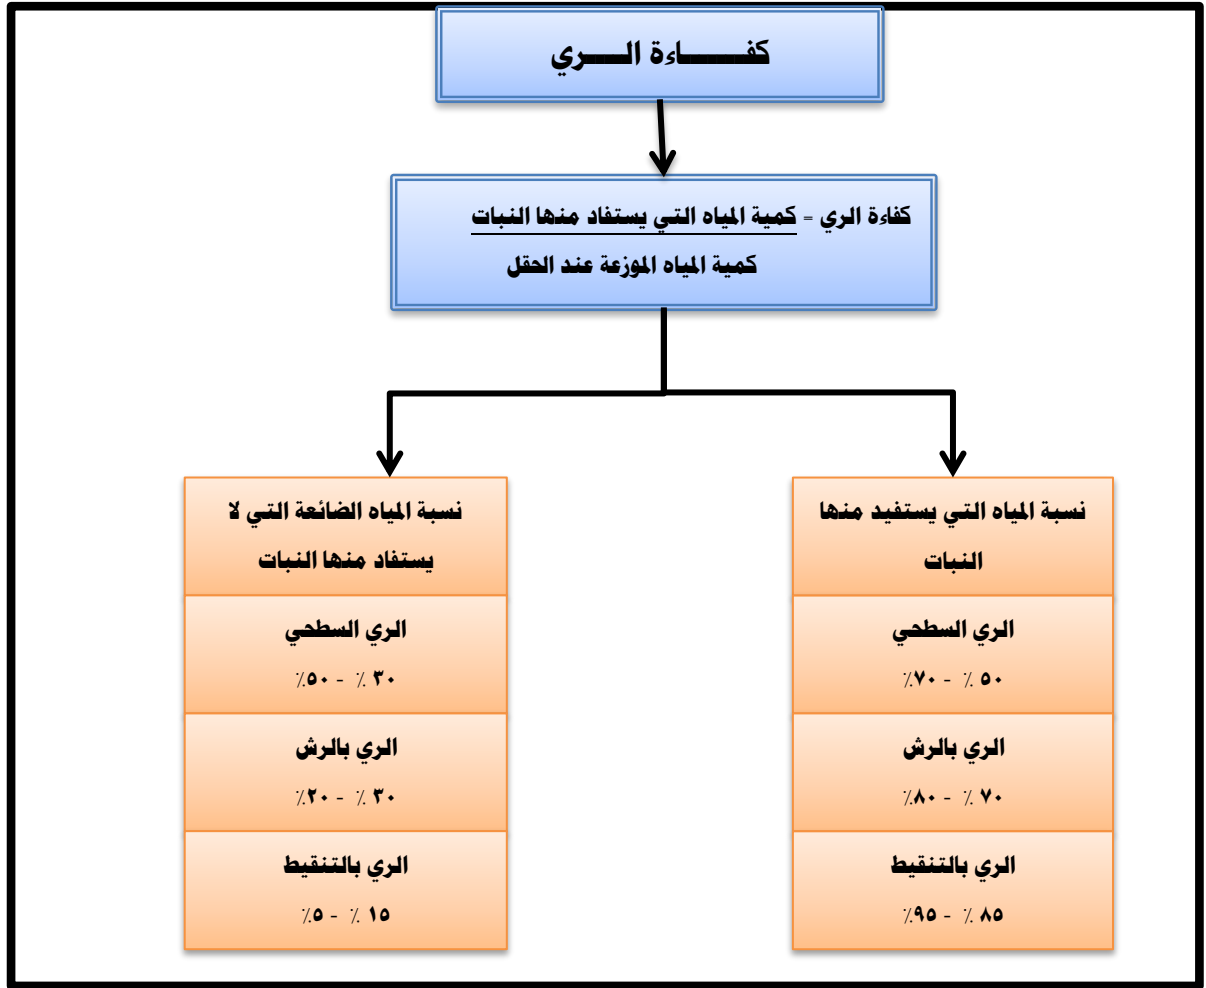 كفـــــــاءة الـــــري
كفاءة الري = كمية المياه التي يستفاد منها النبات
كمية المياه الموزعة عند الحقل
نسبة المياه التي يستفيد منها
النبات
الري السطحي
٥٠ ٪ - ٧٠٪
الري بالرش
٧٠ ٪ - ٨٠٪
الري بالتنقيط
٨٥ ٪ - ٩٥٪
نسبة المياه الضائعة التي لا
يستفاد منها النبات
الري السطحي
٣٠ ٪ - ٥٠٪
الري بالرش
٣٠ ٪ - ٢٠٪
الري بالتنقيط
١٥ ٪ - ٥٪